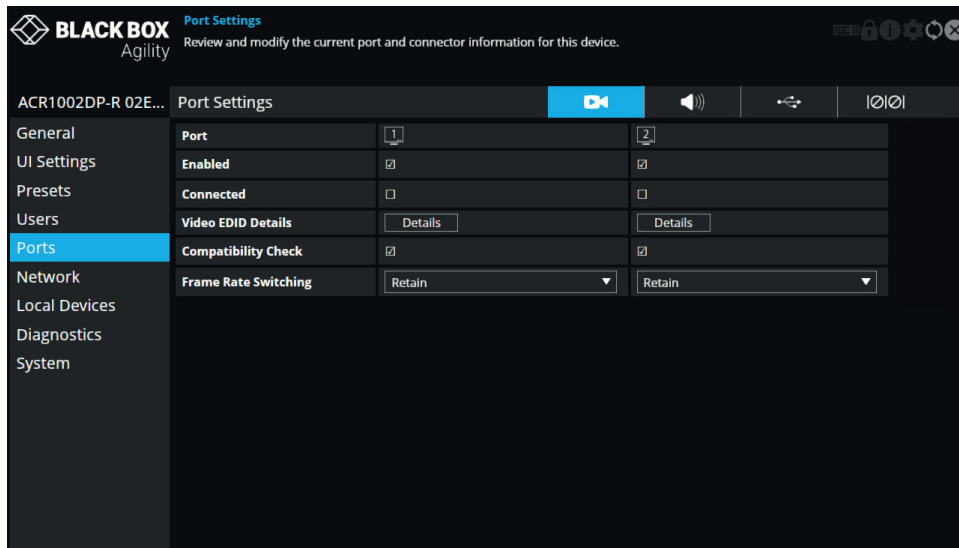 BLACK BOX
Agility
Port Settings
Review and modify the current port and connector information for this device.
ACR1002DP-R 02E... Port Settings
General
UI Settings
Presets
Users
Ports
Network
Local Devices
Diagnostics
System
Port 1 2
Enabled
Connected
Video EDID Details Details Details
Compatibility Check
Frame Rate Switching Retain Retain